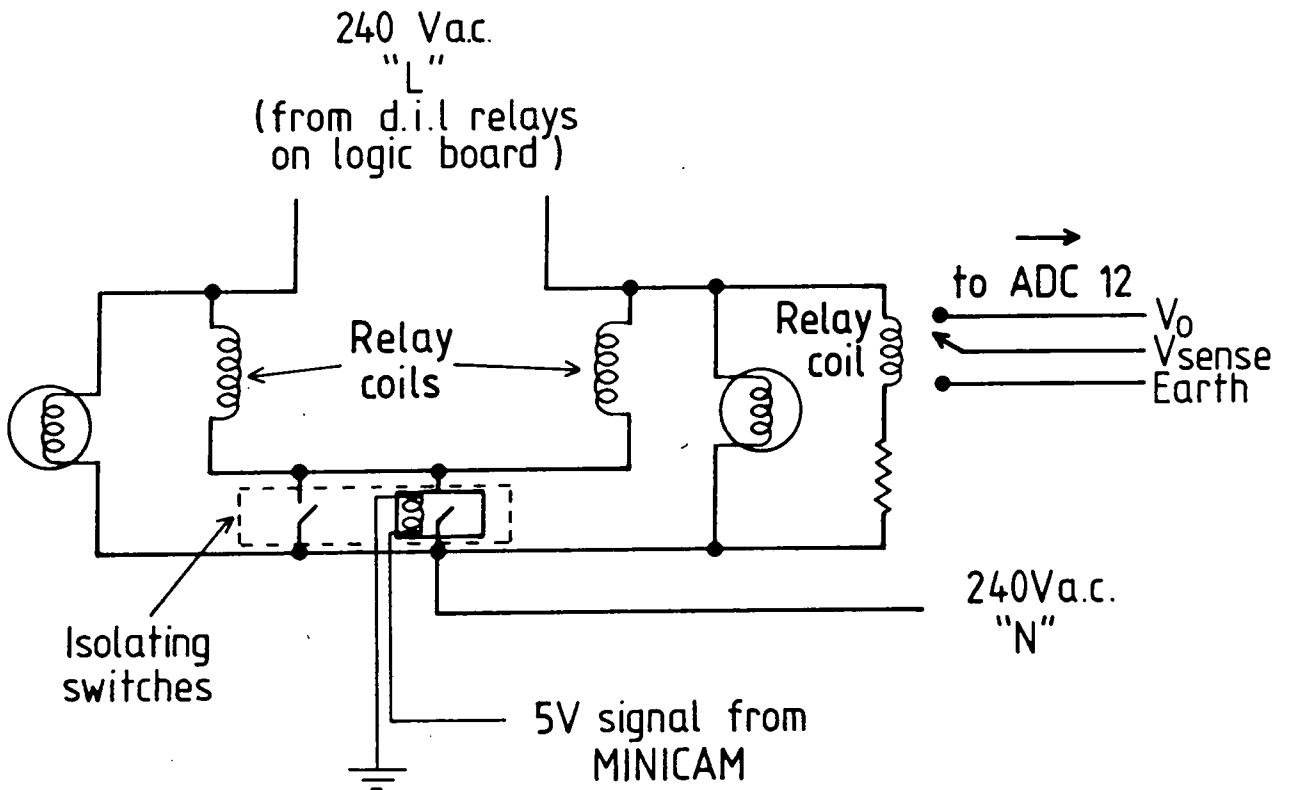 240 Va.c.
"L"
(from d.i.l relays
on logic board)
to ADC 12
Relay
coils
Relay
coil
Vo
Vsense
Earth
Isolating
switches
240Va.c.
"N"
5V signal from
MINICAM